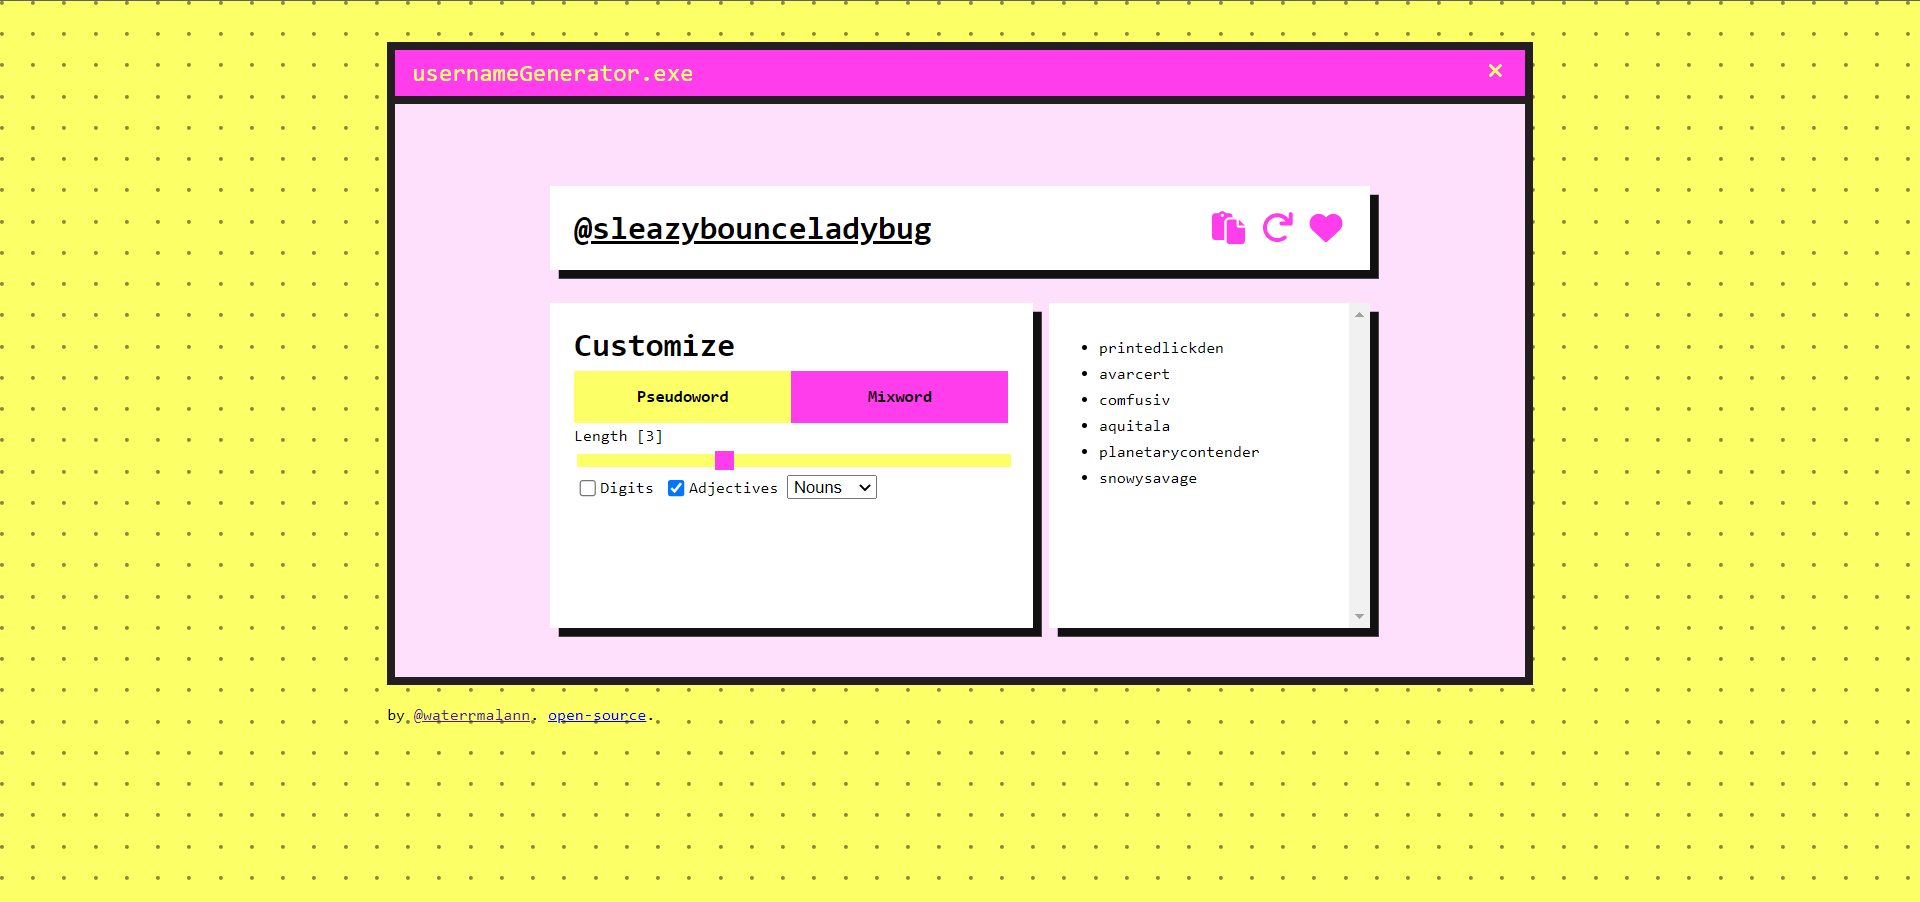 usernameGenerator.exe
@sleazybounceladybug
Customize
Pseudoword Mixword
Length [3]
Digits Adjectives Nouns
• printedlickden
• avarcert
• comfusiv
• aquitala
• planetarycontender
• snowysavage
by @waterrmalann. open-source.